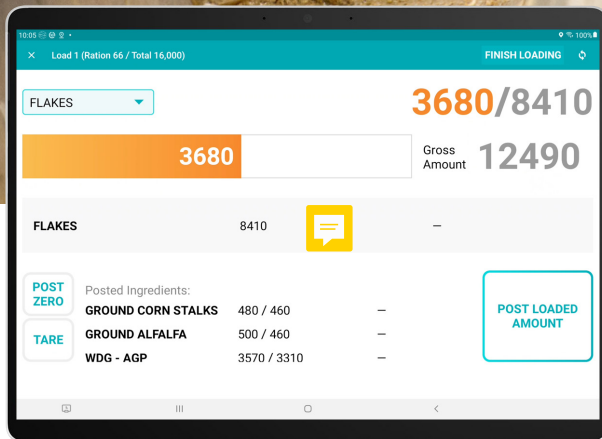 10:05
100%
× Load 1 (Ration 66 / Total 16,000) FINISH LOADING
FLAKES 3680/8410
3680 Gross Amount 12490
FLAKES 8410 –
POST ZERO
Posted Ingredients:
GROUND CORN STALKS 480 / 460 –
TARE
GROUND ALFALFA 500 / 460 –
WDG - AGP 3570 / 3310 –
POST LOADED
AMOUNT